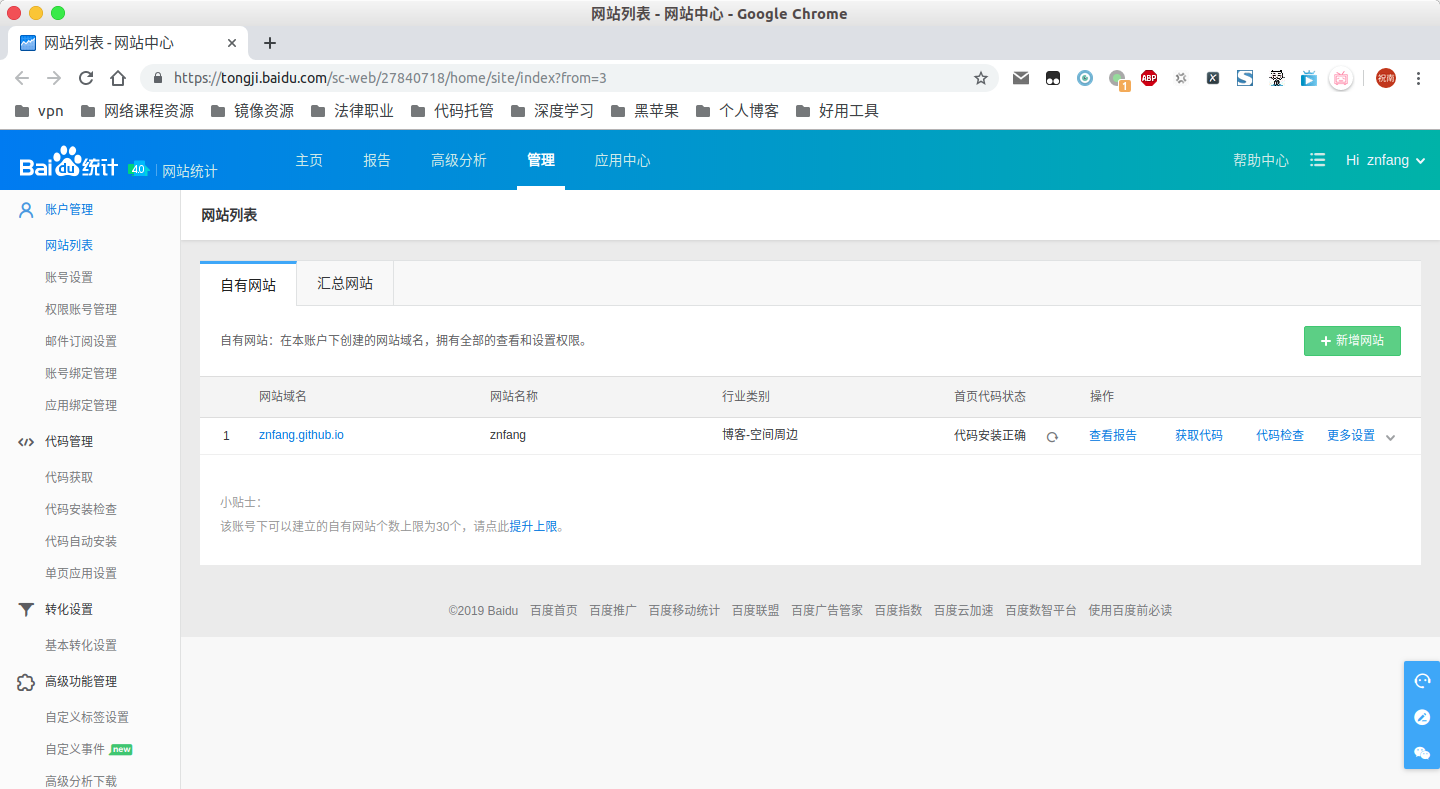 网站列表 - 网站中心 - Google Chrome
网站列表 - 网站中心
https://tongji.baidu.com/sc-web/27840718/home/site/index?from=3
1
ABP
X
S
祝南
vpn 网络课程资源 镜像资源 法律职业 代码托管 深度学习 黑苹果 个人博客 好用工具
Bai du 统计 4.0 网站统计 主页 报告 高级分析 管理 应用中心 帮助中心 Hi znfang
账户管理
网站列表
账号设置
权限账号管理
邮件订阅设置
账号绑定管理
应用绑定管理
代码管理
代码获取
代码安装检查
代码自动安装
单页应用设置
转化设置
基本转化设置
高级功能管理
自定义标签设置
自定义事件 new
高级分析下载
网站列表
自有网站 汇总网站
自有网站：在本账户下创建的网站域名，拥有全部的查看和设置权限。
新增网站
网站域名 网站名称 行业类别 首页代码状态 操作
1 znfang.github.io znfang 博客-空间周边 代码安装正确 查看报告 获取代码 代码检查 更多设置
小贴士：
该账号下可以建立的自有网站个数上限为30个，请点此提升上限。
©2019 Baidu 百度首页 百度推广 百度移动统计 百度联盟 百度广告管家 百度指数 百度云加速 百度数智平台 使用百度前必读